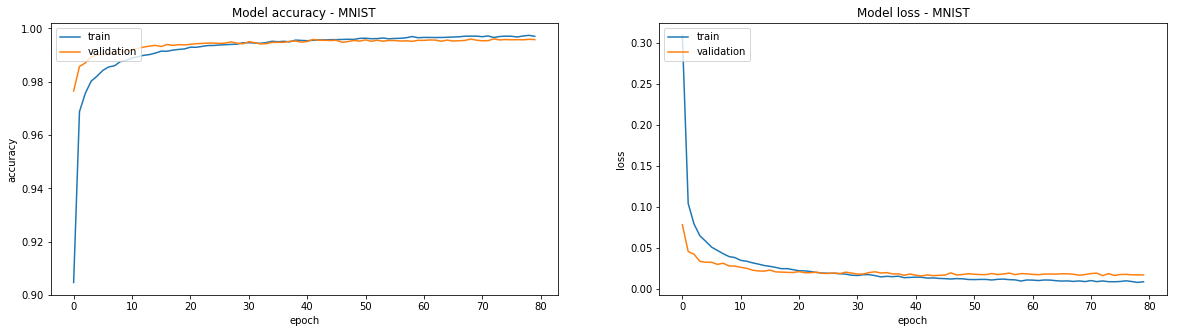 Model accuracy - MNIST
train
validation
1.00
0.98
0.96
0.94
0.92
0.90
accuracy
0 10 20 30 40 50 60 70 80
epoch
Model loss - MNIST
train
validation
0.30
0.25
0.20
0.15
0.10
0.05
0.00
loss
0 10 20 30 40 50 60 70 80
epoch